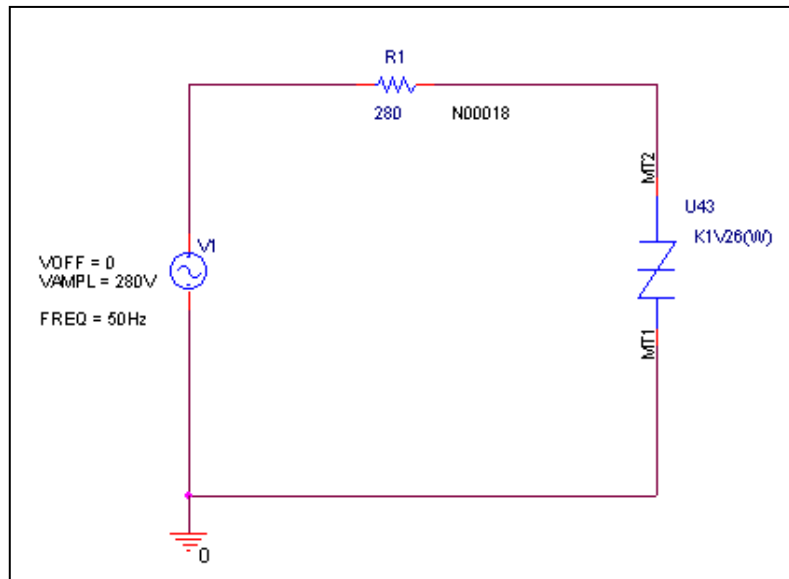 R1
280 N00018
MT2
U43
K1V26(W)
V1
VOFF = 0
VAMPL = 280V
FREQ = 50Hz
MT1
0